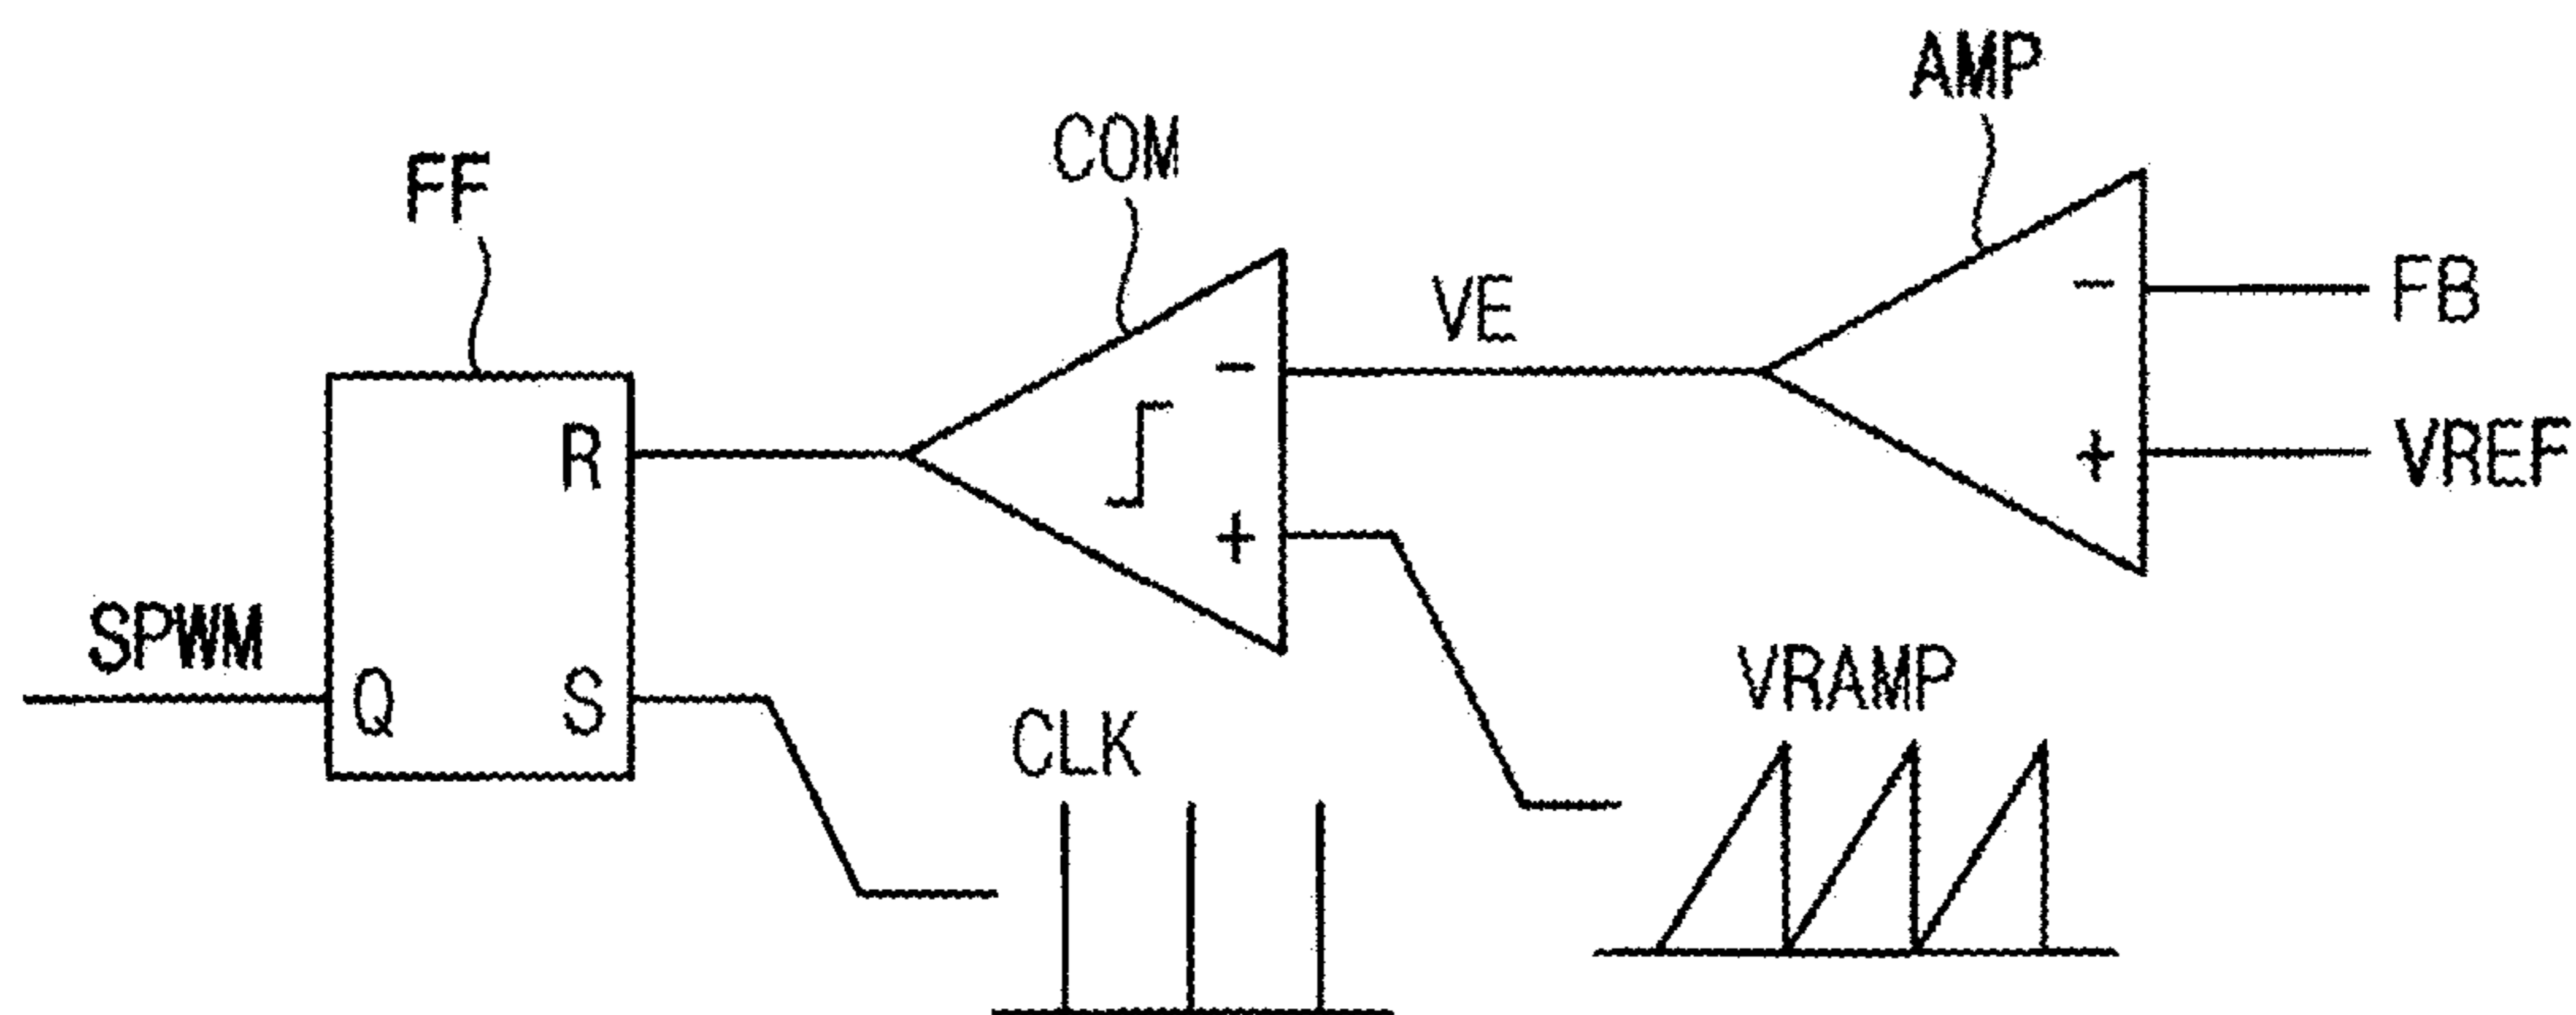 AMP
COM
FF
VE
-
FB
-
R
+
VREF
+
SPWM
Q
S
CLK
VRAMP